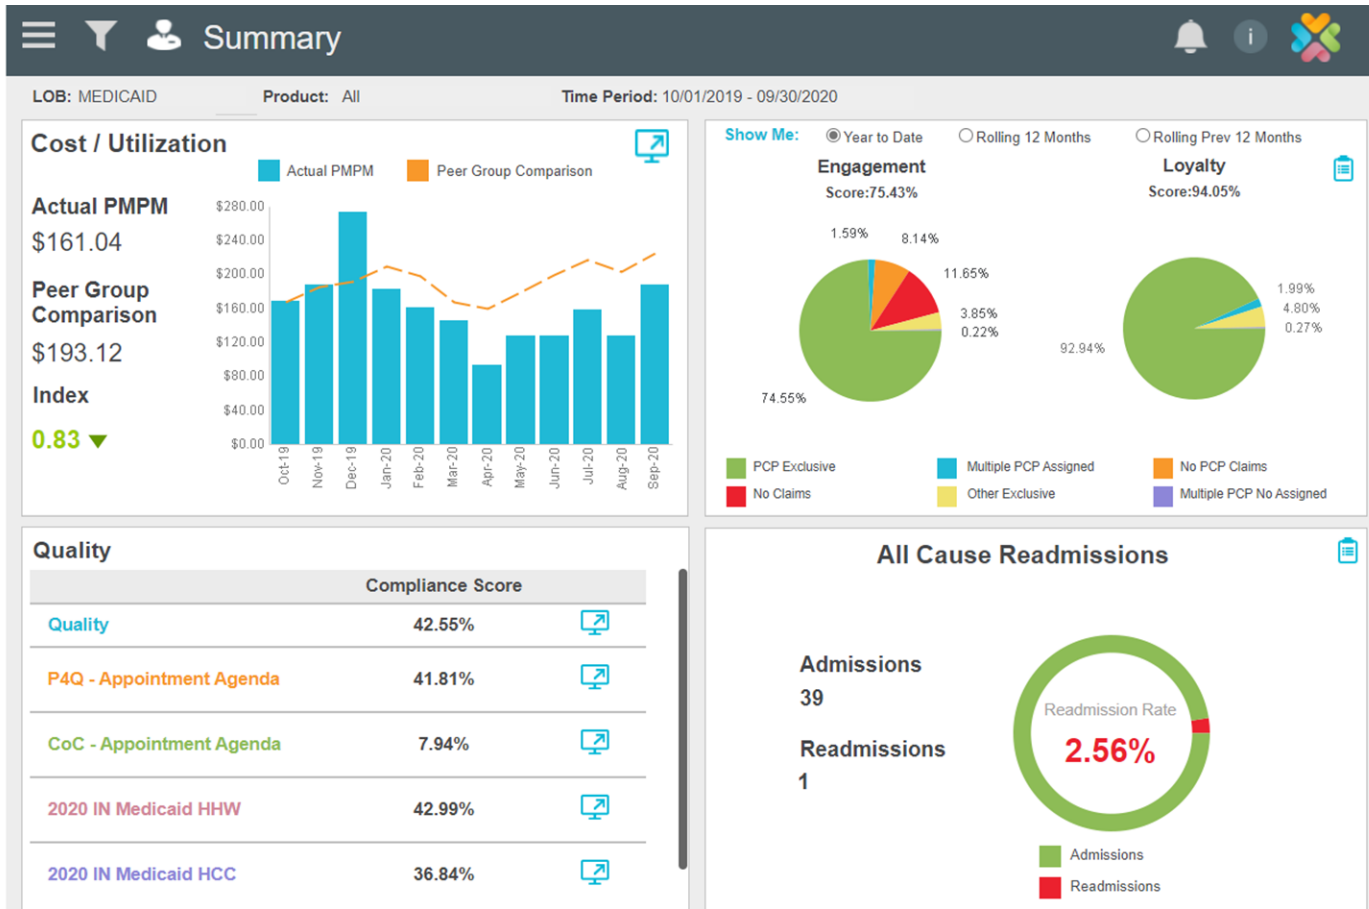 Summary
i
LOB: MEDICAID
Product: All
Time Period: 10/01/2019 - 09/30/2020
Cost / Utilization
Actual PMPM
Peer Group Comparison
Actual PMPM
$161.04
Peer Group
Comparison
$193.12
Index
0.83
$280.00
$240.00
$200.00
$160.00
$120.00
$80.00
$40.00
$0.00
Oct-19
Nov-19
Dec-19
Jan-20
Feb-20
Mar-20
Apr-20
May-20
Jun-20
Jul-20
Aug-20
Sep-20
Show Me:
Year to Date
Rolling 12 Months
Rolling Prev 12 Months
Engagement
Score:75.43%
1.59%
8.14%
11.65%
3.85%
0.22%
74.55%
Loyalty
Score:94.05%
1.99%
4.80%
0.27%
92.94%
PCP Exclusive
Multiple PCP Assigned
No PCP Claims
No Claims
Other Exclusive
Multiple PCP No Assigned
Quality
Compliance Score
Quality 42.55%
P4Q - Appointment Agenda 41.81%
CoC - Appointment Agenda 7.94%
2020 IN Medicaid HHW 42.99%
2020 IN Medicaid HCC 36.84%
All Cause Readmissions
Admissions
39
Readmissions
1
Readmission Rate
2.56%
Admissions
Readmissions